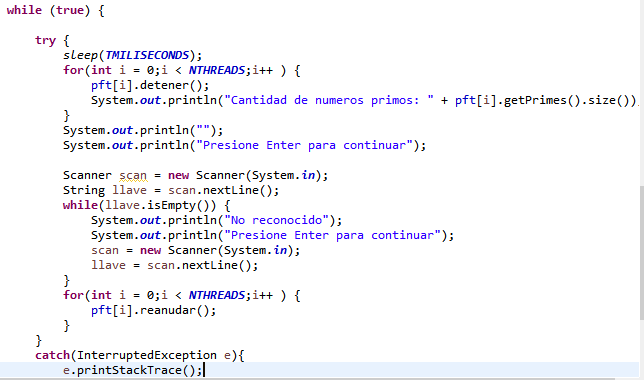 while (true) {
try {
sleep(TMILISECONDS);
for(int i = 0;i < NTHREADS;i++ ) {
pft[i].detener();
System.out.println("Cantidad de numeros primos: " + pft[i].getPrimes().size());
}
System.out.println("");
System.out.println("Presione Enter para continuar");
Scanner scan = new Scanner(System.in);
String llave = scan.nextLine();
while(llave.isEmpty()) {
System.out.println("No reconocido");
System.out.println("Presione Enter para continuar");
scan = new Scanner(System.in);
llave = scan.nextLine();
}
for(int i = 0;i < NTHREADS;i++ ) {
pft[i].reanudar();
}
}
catch(InterruptedException e){
e.printStackTrace();